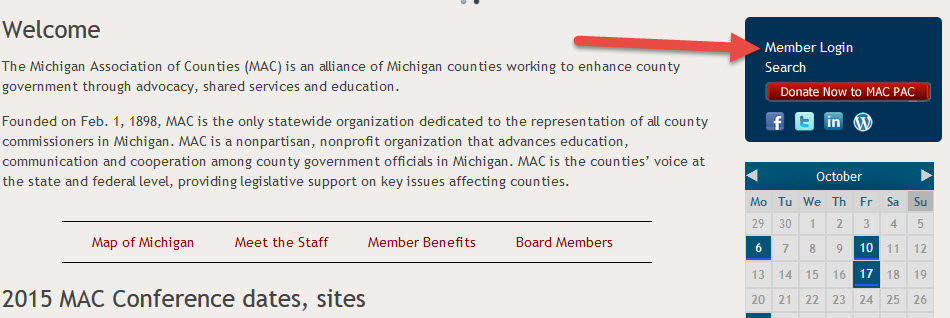 Welcome
The Michigan Association of Counties (MAC) is an alliance of Michigan counties working to enhance county
government through advocacy, shared services and education.
Founded on Feb. 1, 1898, MAC is the only statewide organization dedicated to the representation of all county
commissioners in Michigan. MAC is a nonpartisan, nonprofit organization that advances education,
communication and cooperation among county government officials in Michigan. MAC is the counties’ voice at
the state and federal level, providing legislative support on key issues affecting counties.
Map of Michigan Meet the Staff Member Benefits Board Members
2015 MAC Conference dates, sites
Member Login
Search
Donate Now to MAC PAC
October
Mo Tu We Th Fr Sa Su
29 30 1 2 3 4 5
6 7 8 9 10 11 12
13 14 15 16 17 18 19
20 21 22 23 24 25 26